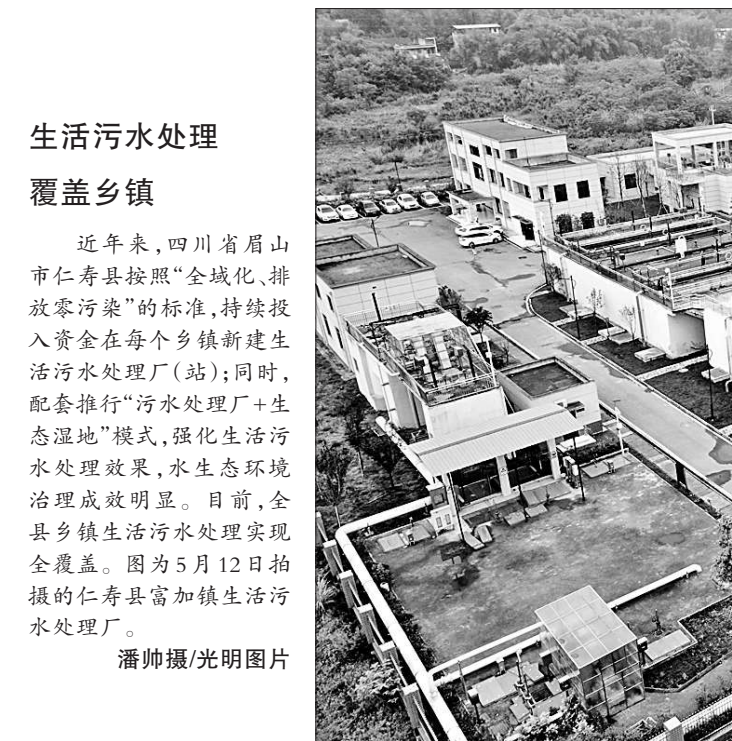 生活污水处理
覆盖乡镇
近年来，四川省眉山
市仁寿县按照“全域化、排
放零污染”的标准，持续投
入资金在每个乡镇新建生
活污水处理厂（站）；同时，
配套推行“污水处理厂+生
态湿地”模式，强化生活污
水处理效果，水生态环境
治理成效明显。目前，全
县乡镇生活污水处理实现
全覆盖。图为5月12日拍
摄的仁寿县富加镇生活污
水处理厂。
潘帅摄/光明图片